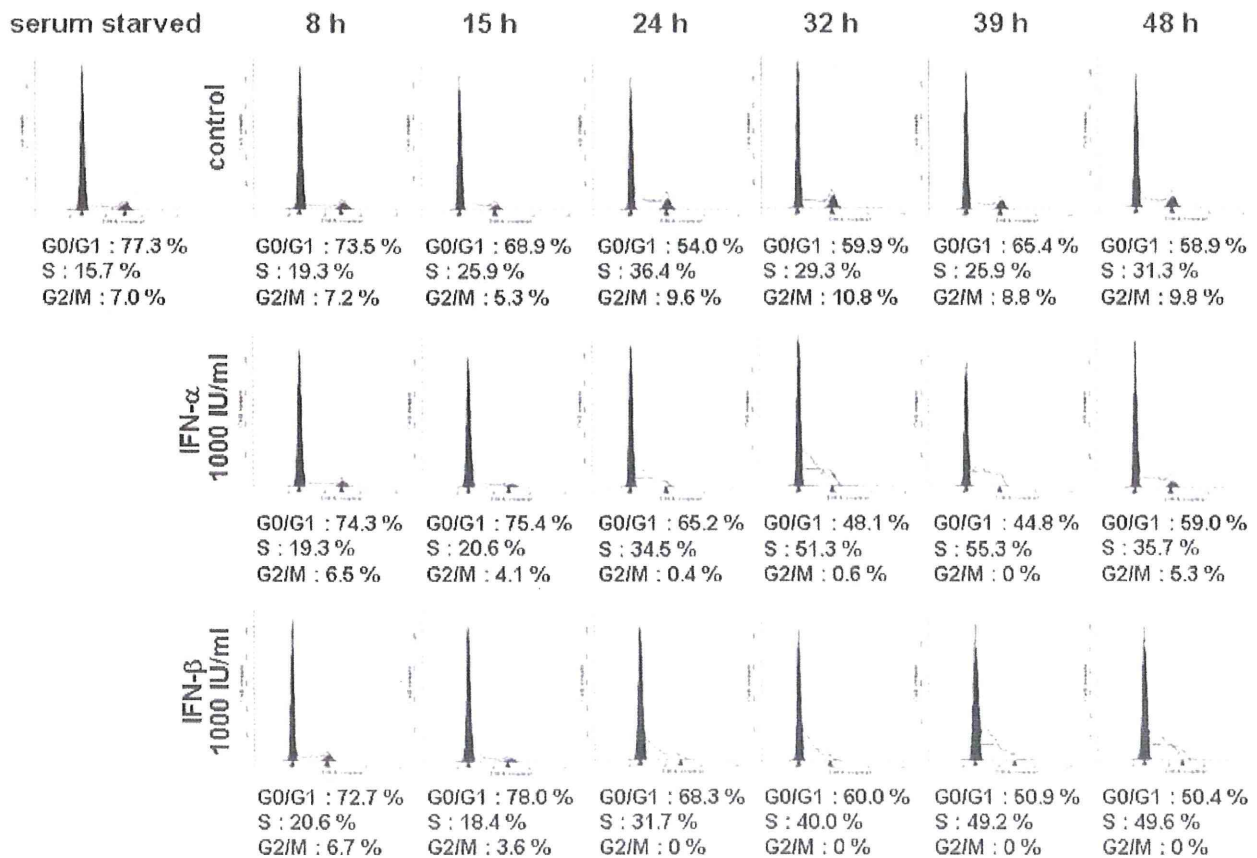 serum starved 8 h 15 h 24 h 32 h 39 h 48 h
control
G0/G1 : 77.3 % G0/G1 : 73.5 % G0/G1 : 68.9 % G0/G1 : 54.0 % G0/G1 : 59.9 % G0/G1 : 65.4 % G0/G1 : 58.9 %
S : 15.7 % S : 19.3 % S : 25.9 % S : 36.4 % S : 29.3 % S : 25.9 % S : 31.3 %
G2/M : 7.0 % G2/M : 7.2 % G2/M : 5.3 % G2/M : 9.6 % G2/M : 10.8 % G2/M : 8.8 % G2/M : 9.8 %
IFN-α
1000 IU/ml
G0/G1 : 74.3 % G0/G1 : 75.4 % G0/G1 : 65.2 % G0/G1 : 48.1 % G0/G1 : 44.8 % G0/G1 : 59.0 %
S : 19.3 % S : 20.6 % S : 34.5 % S : 51.3 % S : 55.3 % S : 35.7 %
G2/M : 6.5 % G2/M : 4.1 % G2/M : 0.4 % G2/M : 0.6 % G2/M : 0 % G2/M : 5.3 %
IFN-β
1000 IU/ml
G0/G1 : 72.7 % G0/G1 : 78.0 % G0/G1 : 68.3 % G0/G1 : 60.0 % G0/G1 : 50.9 % G0/G1 : 50.4 %
S : 20.6 % S : 18.4 % S : 31.7 % S : 40.0 % S : 49.2 % S : 49.6 %
G2/M : 6.7 % G2/M : 3.6 % G2/M : 0 % G2/M : 0 % G2/M : 0 % G2/M : 0 %